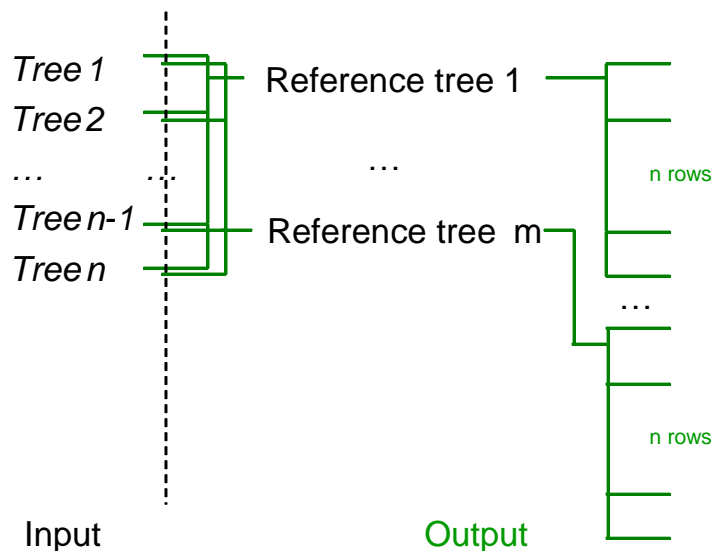 Tree 1 Reference tree 1
Tree 2
... ... ... n rows
Tree n-1 Reference tree m
Tree n
...
n rows
Input Output